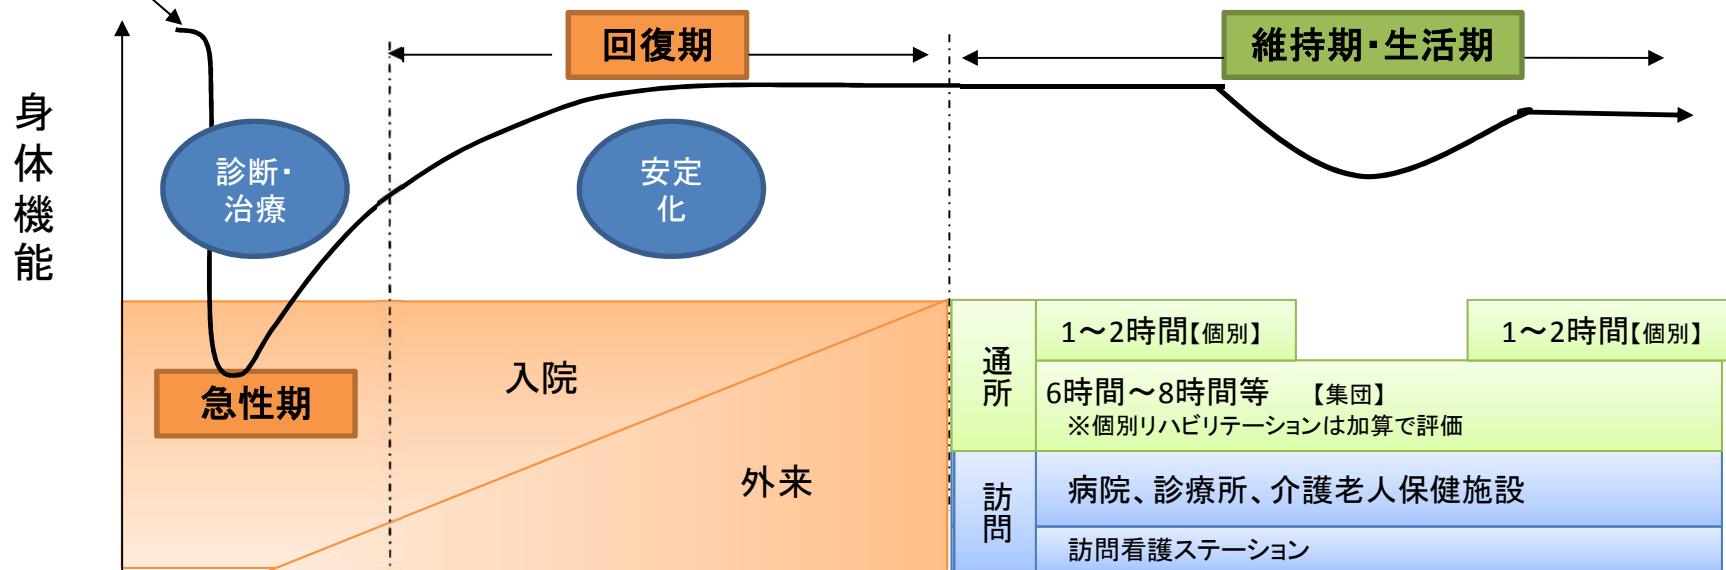 回復期
維持期・生活期
身体機能
診断・
治療
安定
化
急性期
入院
外来
通所
1～2時間【個別】
1～2時間【個別】
6時間～8時間等　【集団】
※個別リハビリテーションは加算で評価
訪問
病院、診療所、介護老人保健施設
訪問看護ステーション